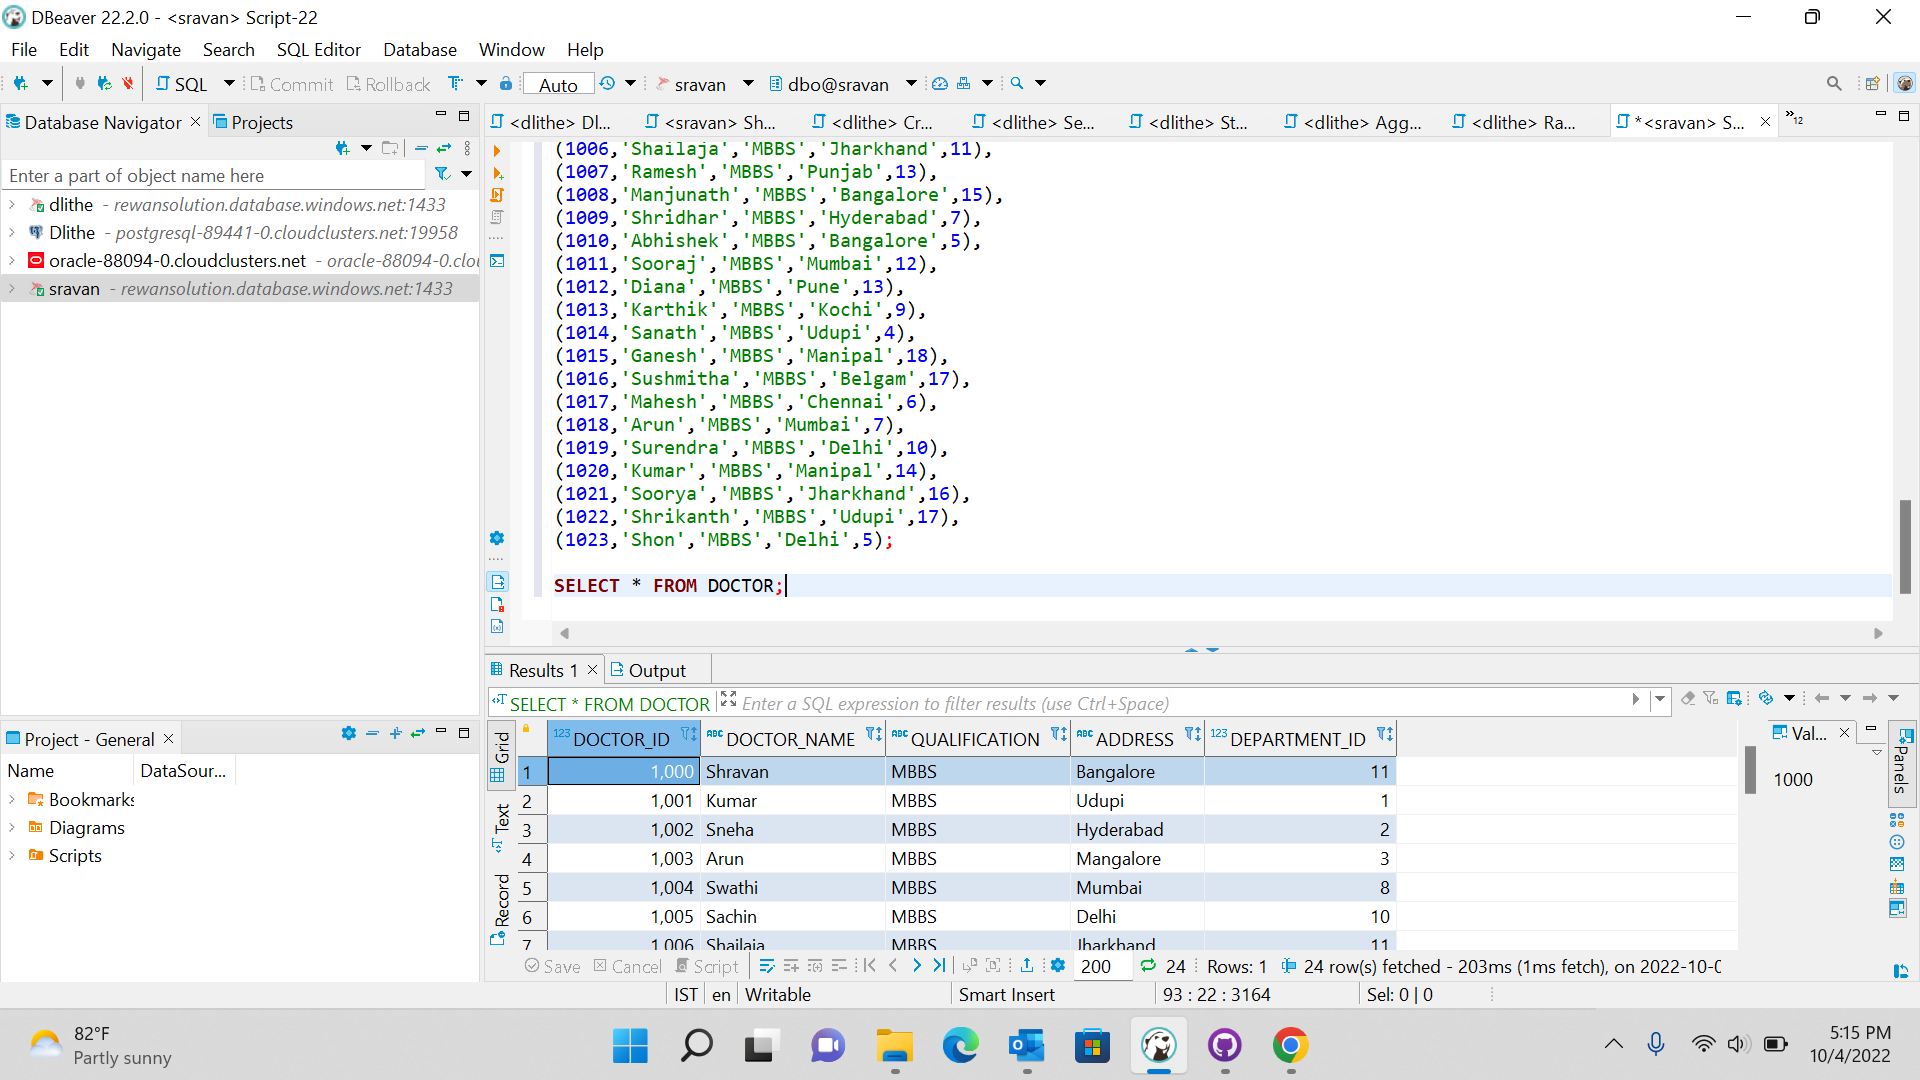 DBeaver 22.2.0 - <sravan> Script-22
File Edit Navigate Search SQL Editor Database Window Help
SQL Commit Rollback Auto sravan dbo@sravan
Database Navigator Projects
<dlithe> Dl... <sravan> Sh... <dlithe> Cr... <dlithe> Se... <dlithe> St... <dlithe> Agg... <dlithe> Ra... *<sravan> S... »12
Enter a part of object name here
dlithe - rewansolution.database.windows.net:1433
Dlithe - postgresql-89441-0.cloudclusters.net:19958
oracle-88094-0.cloudclusters.net - oracle-88094-0.clou
sravan - rewansolution.database.windows.net:1433
(1006,'Shailaja','MBBS','Jharkhand',11),
(1007,'Ramesh','MBBS','Punjab',13),
(1008,'Manjunath','MBBS','Bangalore',15),
(1009,'Shridhar','MBBS','Hyderabad',7),
(1010,'Abhishek','MBBS','Bangalore',5),
(1011,'Sooraj','MBBS','Mumbai',12),
(1012,'Diana','MBBS','Pune',13),
(1013,'Karthik','MBBS','Kochi',9),
(1014,'Sanath','MBBS','Udupi',4),
(1015,'Ganesh','MBBS','Manipal',18),
(1016,'Sushmitha','MBBS','Belgam',17),
(1017,'Mahesh','MBBS','Chennai',6),
(1018,'Arun','MBBS','Mumbai',7),
(1019,'Surendra','MBBS','Delhi',10),
(1020,'Kumar','MBBS','Manipal',14),
(1021,'Soorya','MBBS','Jharkhand',16),
(1022,'Shrikanth','MBBS','Udupi',17),
(1023,'Shon','MBBS','Delhi',5);
SELECT * FROM DOCTOR;
Project - General
Name DataSour...
Bookmarks
Diagrams
Scripts
Results 1 Output
SELECT * FROM DOCTOR Enter a SQL expression to filter results (use Ctrl+Space)
Grid
Text
Record
123 DOCTOR_ID ABC DOCTOR_NAME ABC QUALIFICATION ABC ADDRESS 123 DEPARTMENT_ID
1 1,000 Shravan MBBS Bangalore 11
2 1,001 Kumar MBBS Udupi 1
3 1,002 Sneha MBBS Hyderabad 2
4 1,003 Arun MBBS Mangalore 3
5 1,004 Swathi MBBS Mumbai 8
6 1,005 Sachin MBBS Delhi 10
7 1,006 Shailaja MBBS Jharkhand 11
Val...
1000
Panels
Save Cancel Script 200 24 Rows: 1 24 row(s) fetched - 203ms (1ms fetch), on 2022-10-0
IST en Writable Smart Insert 93 : 22 : 3164 Sel: 0 | 0
82°F
Partly sunny
5:15 PM
10/4/2022